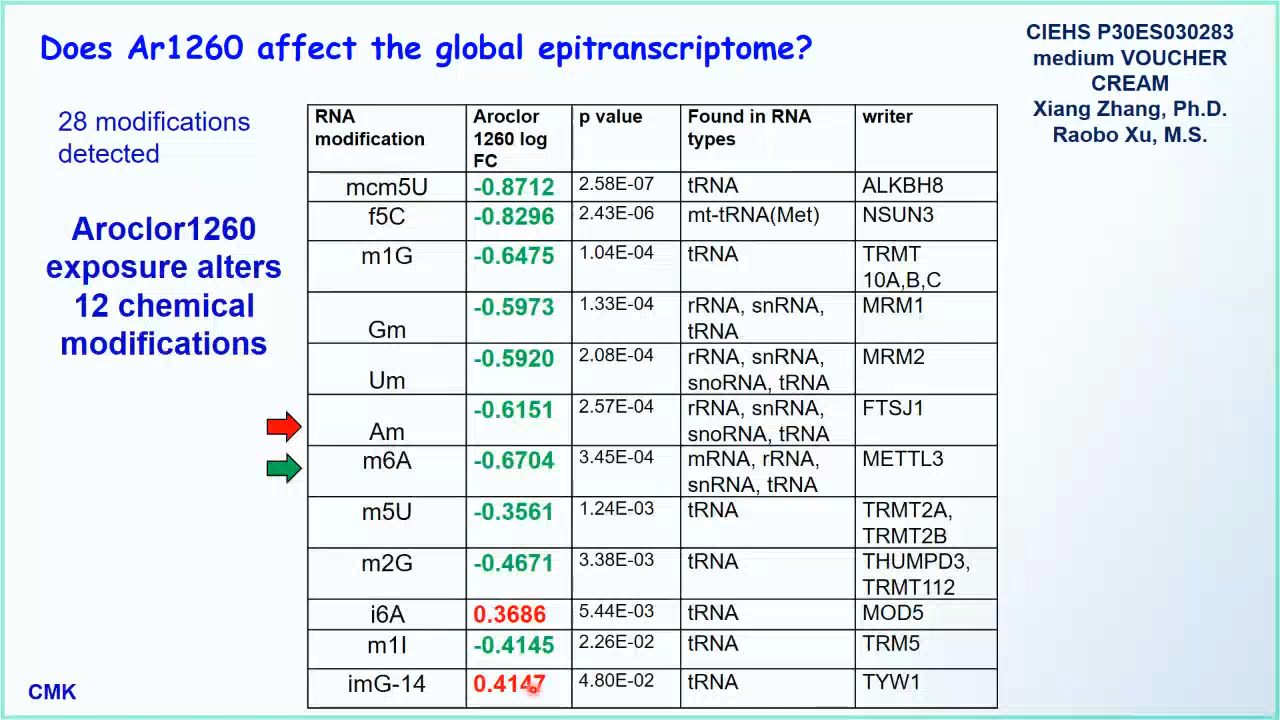 Does Ar1260 affect the global epitranscriptome?
CIEHS P30ES030283
medium VOUCHER
CREAM
Xiang Zhang, Ph.D.
Raobo Xu, M.S.
28 modifications
detected
Aroclor1260
exposure alters
12 chemical
modifications
RNA modification | Aroclor 1260 log FC | p value | Found in RNA types | writer
mcm5U | -0.8712 | 2.58E-07 | tRNA | ALKBH8
f5C | -0.8296 | 2.43E-06 | mt-tRNA(Met) | NSUN3
m1G | -0.6475 | 1.04E-04 | tRNA | TRMT 10A,B,C
Gm | -0.5973 | 1.33E-04 | rRNA, snRNA, tRNA | MRM1
Um | -0.5920 | 2.08E-04 | rRNA, snRNA, snoRNA, tRNA | MRM2
Am | -0.6151 | 2.57E-04 | rRNA, snRNA, snoRNA, tRNA | FTSJ1
m6A | -0.6704 | 3.45E-04 | mRNA, rRNA, snRNA, tRNA | METTL3
m5U | -0.3561 | 1.24E-03 | tRNA | TRMT2A, TRMT2B
m2G | -0.4671 | 3.38E-03 | tRNA | THUMPD3, TRMT112
i6A | 0.3686 | 5.44E-03 | tRNA | MOD5
m1I | -0.4145 | 2.26E-02 | tRNA | TRM5
imG-14 | 0.4147 | 4.80E-02 | tRNA | TYW1
CMK